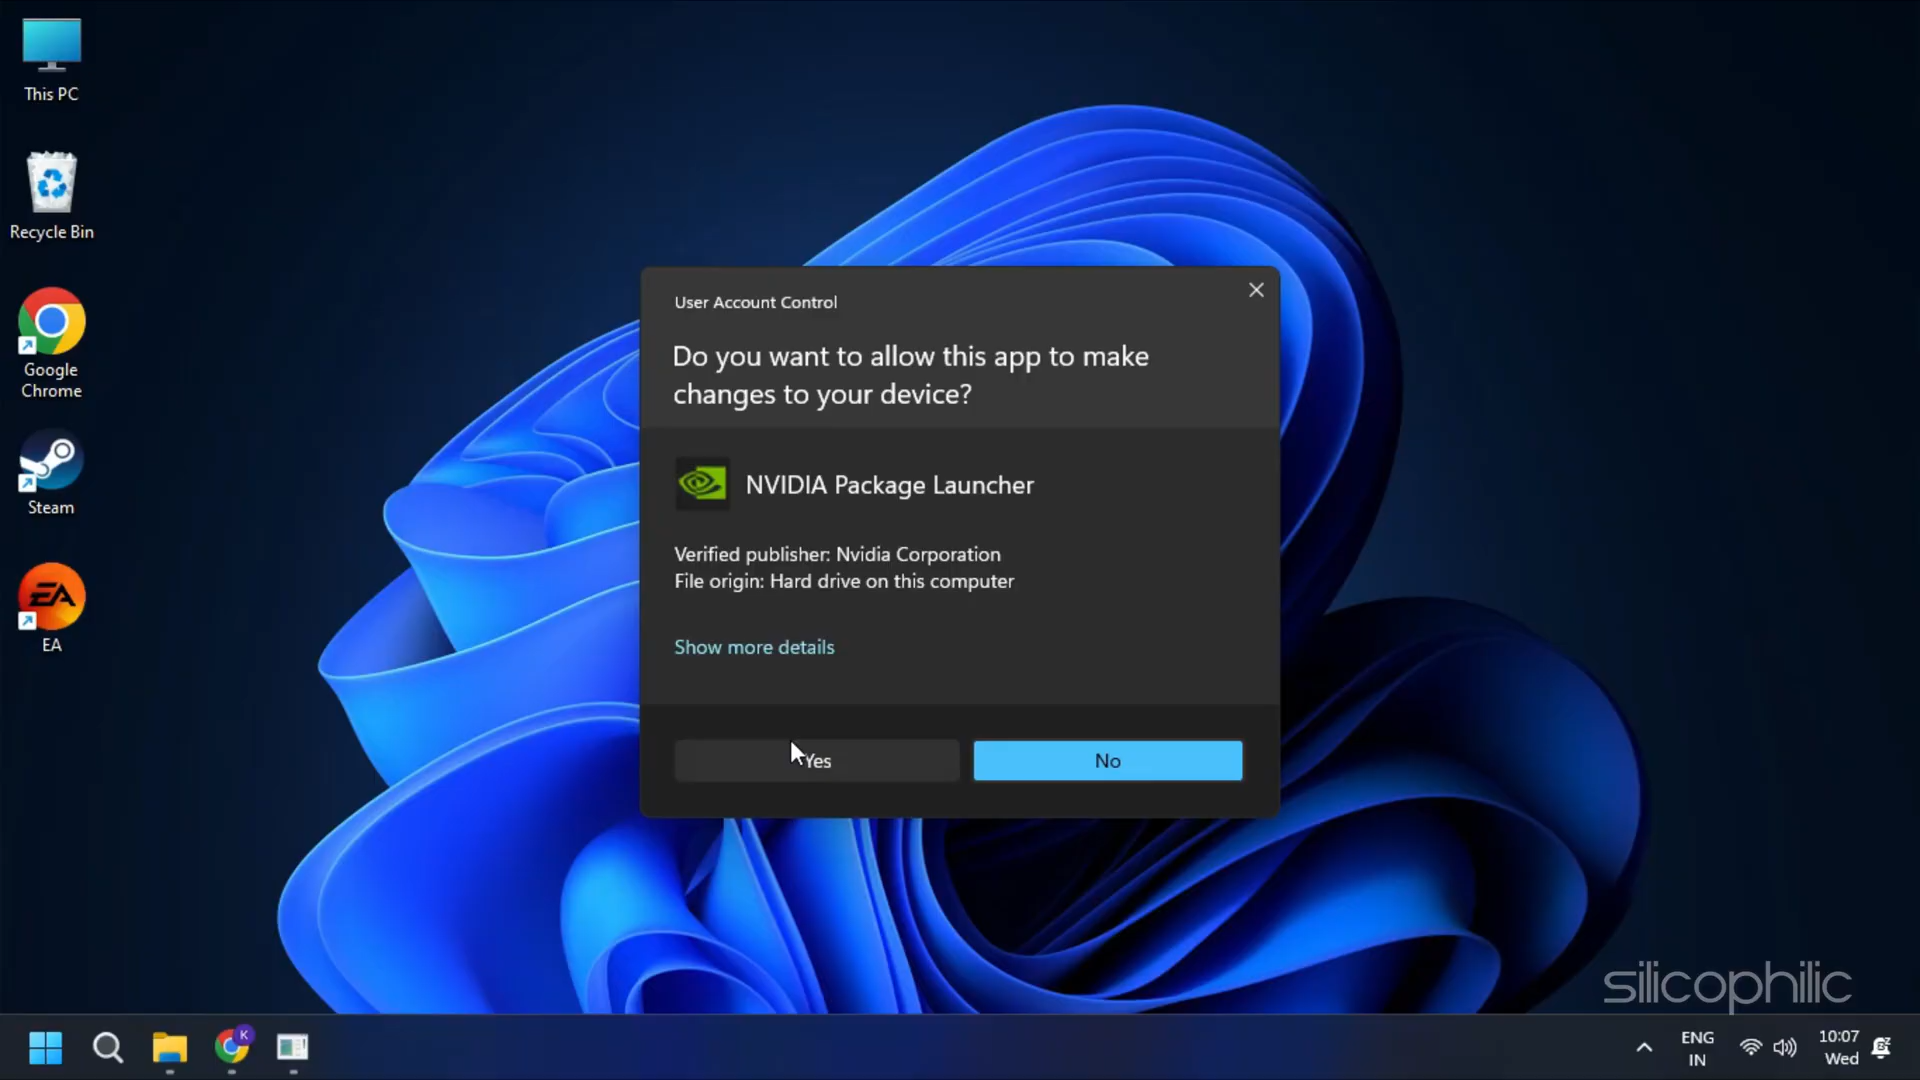 This PC
Recycle Bin
Google
Chrome
Steam
EA
EA
User Account Control
Do you want to allow this app to make
changes to your device?
NVIDIA Package Launcher
Verified publisher: Nvidia Corporation
File origin: Hard drive on this computer
Show more details
Yes
No
silicophilic
K
ENG
IN
10:07
Wed